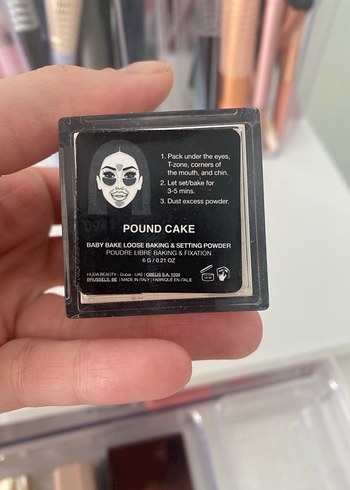 1. Pack under the eyes,
T-zone, corners of
the mouth, and chin.
2. Let set/bake for
3-5 mins.
3. Dust excess powder.
POUND CAKE
BABY BAKE LOOSE BAKING & SETTING POWDER
POUDRE LIBRE BAKING & FIXATION
6 G / 0.21 OZ
HUDA BEAUTY - Dubai - UAE | OBELIS S.A. 1030
BRUSSELS, BE | MADE IN ITALY | FABRIQUÉ EN ITALIE